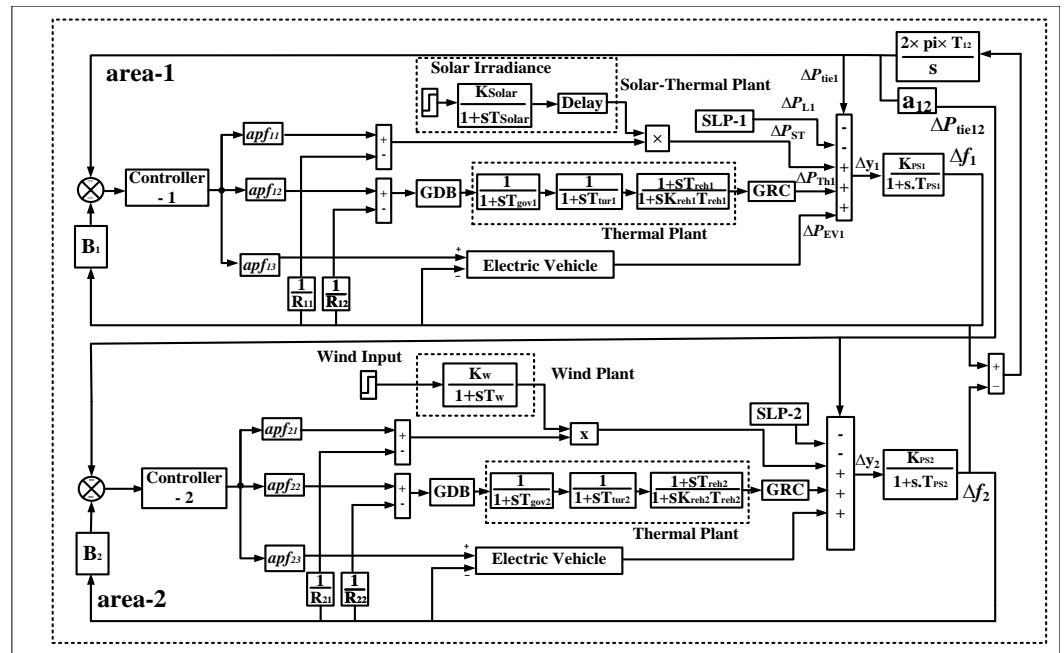 2× pi× T12
s
area-1
Solar Irradiance
KSolar
1+sTSolar
Delay
Solar-Thermal Plant
ΔPtie1
a12
ΔPtie12
ΔPL1
SLP-1
ΔPST
×
apf11
+
-
Controller
- 1
apf12
+
-
GDB
1
1+sTgov1
1
1+sTtur1
1+sTreh1
1+sKreh1Treh1
GRC
ΔPTh1
Thermal Plant
-
-
+
+
+
Δy1
KPS1
1+s.TPS1
Δf1
B1
apf13
+
−
Electric Vehicle
ΔPEV1
1
R11
1
R12
Wind Input
Kw
1+sTw
Wind Plant
+
−
SLP-2
apf21
+
-
x
Controller
- 2
apf22
+
-
GDB
1
1+sTgov2
1
1+sTtur2
1+sTreh2
1+sKreh2Treh2
GRC
Thermal Plant
-
-
+
+
+
Δy2
KPS2
1+s.TPS2
Δf2
B2
apf23
+
−
Electric Vehicle
1
R21
1
R22
area-2